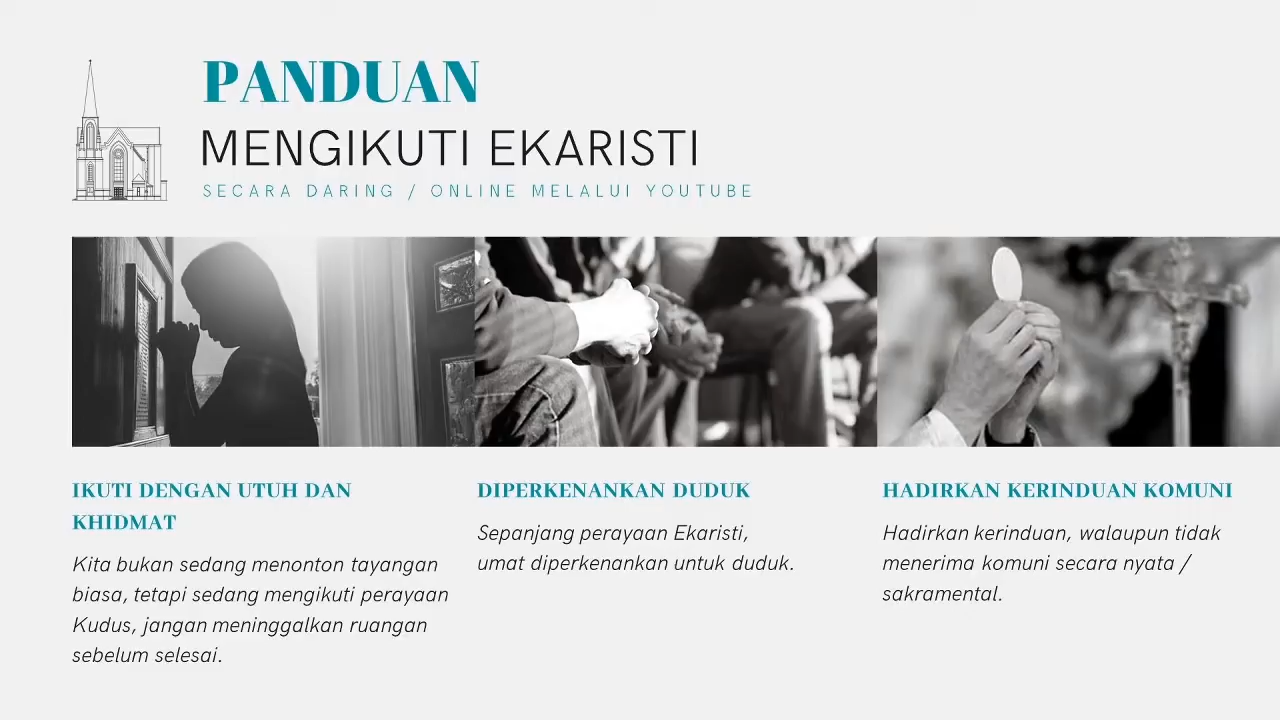 PANDUAN
MENGIKUTI EKARISTI
SECARA DARING / ONLINE MELALUI YOUTUBE
IKUTI DENGAN UTUH DAN
KHIDMAT
Kita bukan sedang menonton tayangan
biasa, tetapi sedang mengikuti perayaan
Kudus, jangan meninggalkan ruangan
sebelum selesai.
DIPERKENANKAN DUDUK
Sepanjang perayaan Ekaristi,
umat diperkenankan untuk duduk.
HADIRKAN KERINDUAN KOMUNI
Hadirkan kerinduan, walaupun tidak
menerima komuni secara nyata /
sakramental.